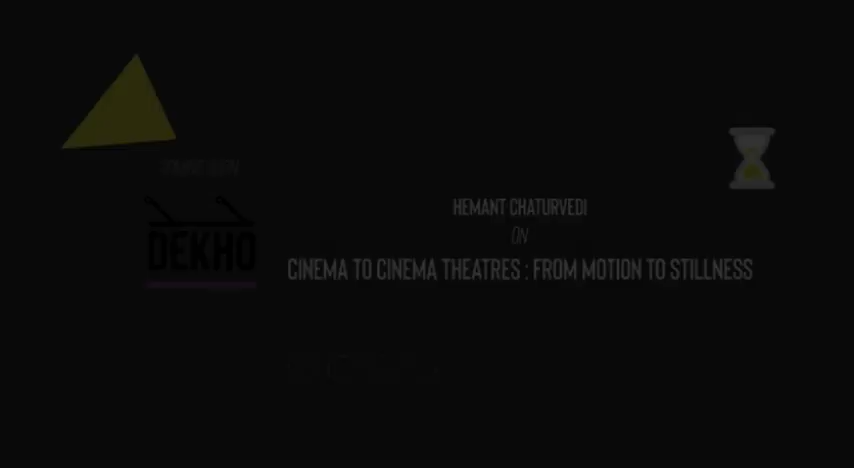 DEKHO
HEMANT CHATURVEDI
ON
CINEMA TO CINEMA THEATRES : FROM MOTION TO STILLNESS